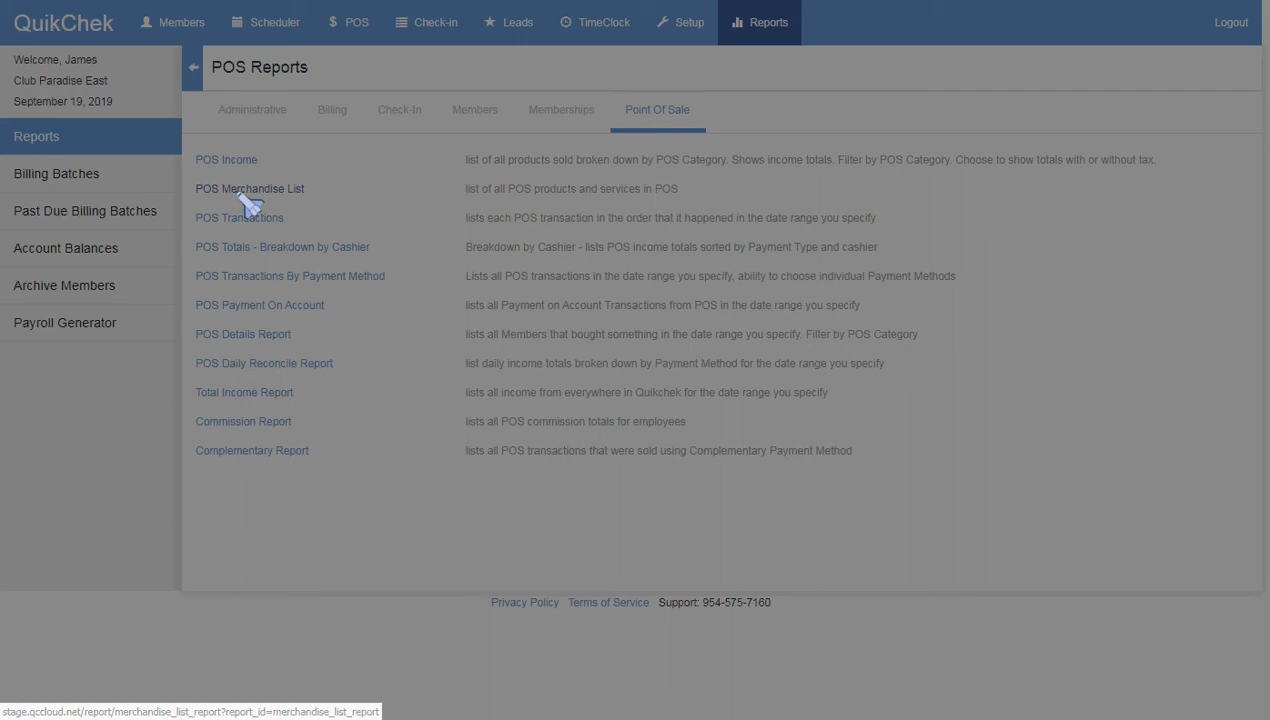 QuikChek Members Scheduler $ POS Check-in Leads TimeClock Setup Reports Logout
Welcome, James
Club Paradise East
September 19, 2019
Reports
Billing Batches
Past Due Billing Batches
Account Balances
Archive Members
Payroll Generator
POS Reports
Administrative Billing Check-In Members Memberships Point Of Sale
POS Income list of all products sold broken down by POS Category. Shows income totals. Filter by POS Category. Choose to show totals with or without tax.
POS Merchandise List list of all POS products and services in POS
POS Transactions lists each POS transaction in the order that it happened in the date range you specify
POS Totals - Breakdown by Cashier Breakdown by Cashier - lists POS income totals sorted by Payment Type and cashier
POS Transactions By Payment Method Lists all POS transactions in the date range you specify, ability to choose individual Payment Methods
POS Payment On Account lists all Payment on Account Transactions from POS in the date range you specify
POS Details Report lists all Members that bought something in the date range you specify. Filter by POS Category
POS Daily Reconcile Report list daily income totals broken down by Payment Method for the date range you specify
Total Income Report lists all income from everywhere in Quikchek for the date range you specify
Commission Report lists all POS commission totals for employees
Complementary Report lists all POS transactions that were sold using Complementary Payment Method
Privacy Policy Terms of Service Support: 954-575-7160
stage.qccloud.net/report/merchandise_list_report?report_id=merchandise_list_report